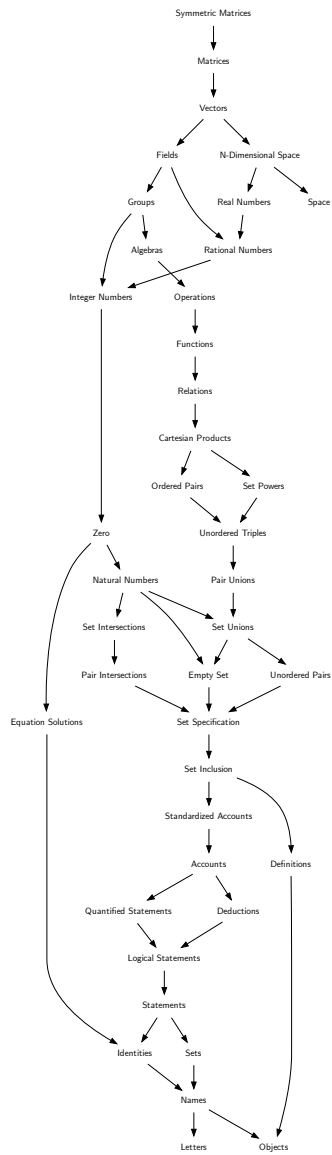 Symmetric Matrices
Matrices
Vectors
Fields
N-Dimensional Space
Groups
Real Numbers
Space
Algebras
Rational Numbers
Integer Numbers
Operations
Functions
Relations
Cartesian Products
Ordered Pairs
Set Powers
Zero
Unordered Triples
Natural Numbers
Pair Unions
Set Intersections
Set Unions
Pair Intersections
Empty Set
Unordered Pairs
Equation Solutions
Set Specification
Set Inclusion
Standardized Accounts
Accounts
Definitions
Quantified Statements
Deductions
Logical Statements
Statements
Identities
Sets
Names
Letters
Objects